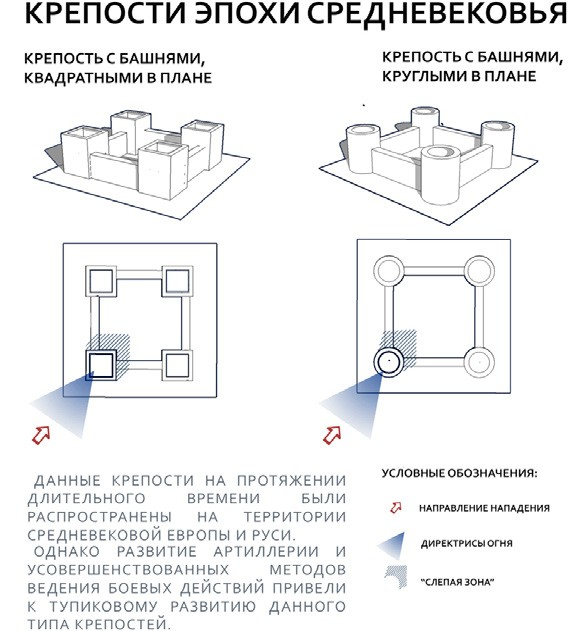 КРЕПОСТИ ЭПОХИ СРЕДНЕВЕКОВЬЯ
КРЕПОСТЬ С БАШНЯМИ,
КВАДРАТНЫМИ В ПЛАНЕ
КРЕПОСТЬ С БАШНЯМИ,
КРУГЛЫМИ В ПЛАНЕ
ДАННЫЕ КРЕПОСТИ НА ПРОТЯЖЕНИИ
ДЛИТЕЛЬНОГО ВРЕМЕНИ БЫЛИ
РАСПРОСТРАНЕНЫ НА ТЕРРИТОРИИ
СРЕДНЕВЕКОВОЙ ЕВРОПЫ И РУСИ.
ОДНАКО РАЗВИТИЕ АРТИЛЛЕРИИ И
УСОВЕРШЕНСТВОВАННЫХ МЕТОДОВ
ВЕДЕНИЯ БОЕВЫХ ДЕЙСТВИЙ ПРИВЕЛИ
К ТУПИКОВОМУ РАЗВИТИЮ ДАННОГО
ТИПА КРЕПОСТЕЙ.
УСЛОВНЫЕ ОБОЗНАЧЕНИЯ:
НАПРАВЛЕНИЕ НАПАДЕНИЯ
ДИРЕКТРИСЫ ОГНЯ
"СЛЕПАЯ ЗОНА"